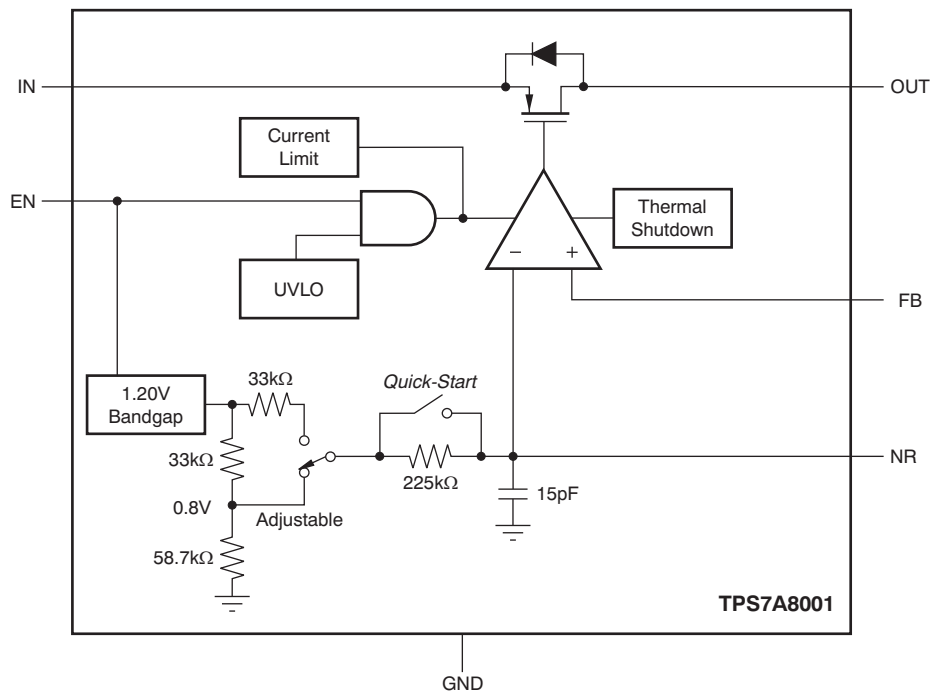 IN
OUT
Current
Limit
EN
Thermal
Shutdown
UVLO
− +
FB
1.20V
Bandgap
33kΩ
Quick-Start
33kΩ
225kΩ
NR
15pF
0.8V
Adjustable
58.7kΩ
TPS7A8001
GND